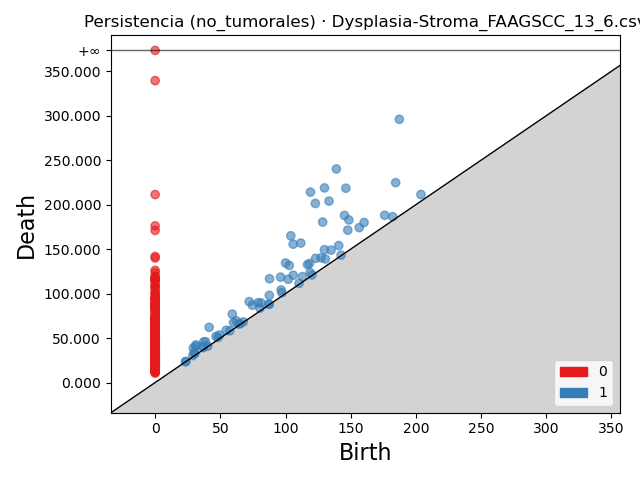 Persistencia (no_tumorales) · Dysplasia-Stroma_FAAGSCC_13_6.csv
+∞
350.000
300.000
250.000
200.000
150.000
100.000
50.000
0.000
Death
0
1
0 50 100 150 200 250 300 350
Birth